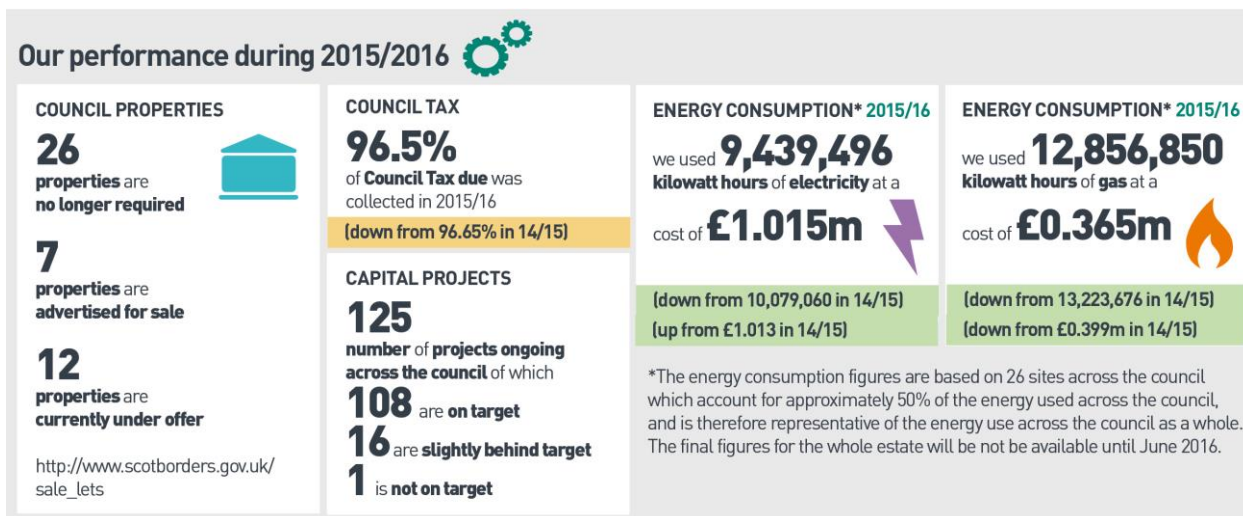 Our performance during 2015/2016
COUNCIL PROPERTIES
26
properties are
no longer required
7
properties are
advertised for sale
12
properties are
currently under offer
http://www.scotborders.gov.uk/
sale_lets
COUNCIL TAX
96.5%
of Council Tax due was
collected in 2015/16
(down from 96.65% in 14/15)
CAPITAL PROJECTS
125
number of projects ongoing
across the council of which
108 are on target
16 are slightly behind target
1 is not on target
ENERGY CONSUMPTION* 2015/16
we used 9,439,496
kilowatt hours of electricity at a
cost of £1.015m
(down from 10,079,060 in 14/15)
(up from £1.013 in 14/15)
ENERGY CONSUMPTION* 2015/16
we used 12,856,850
kilowatt hours of gas at a
cost of £0.365m
(down from 13,223,676 in 14/15)
(down from £0.399m in 14/15)
*The energy consumption figures are based on 26 sites across the council
which account for approximately 50% of the energy used across the council,
and is therefore representative of the energy use across the council as a whole.
The final figures for the whole estate will be not be available until June 2016.